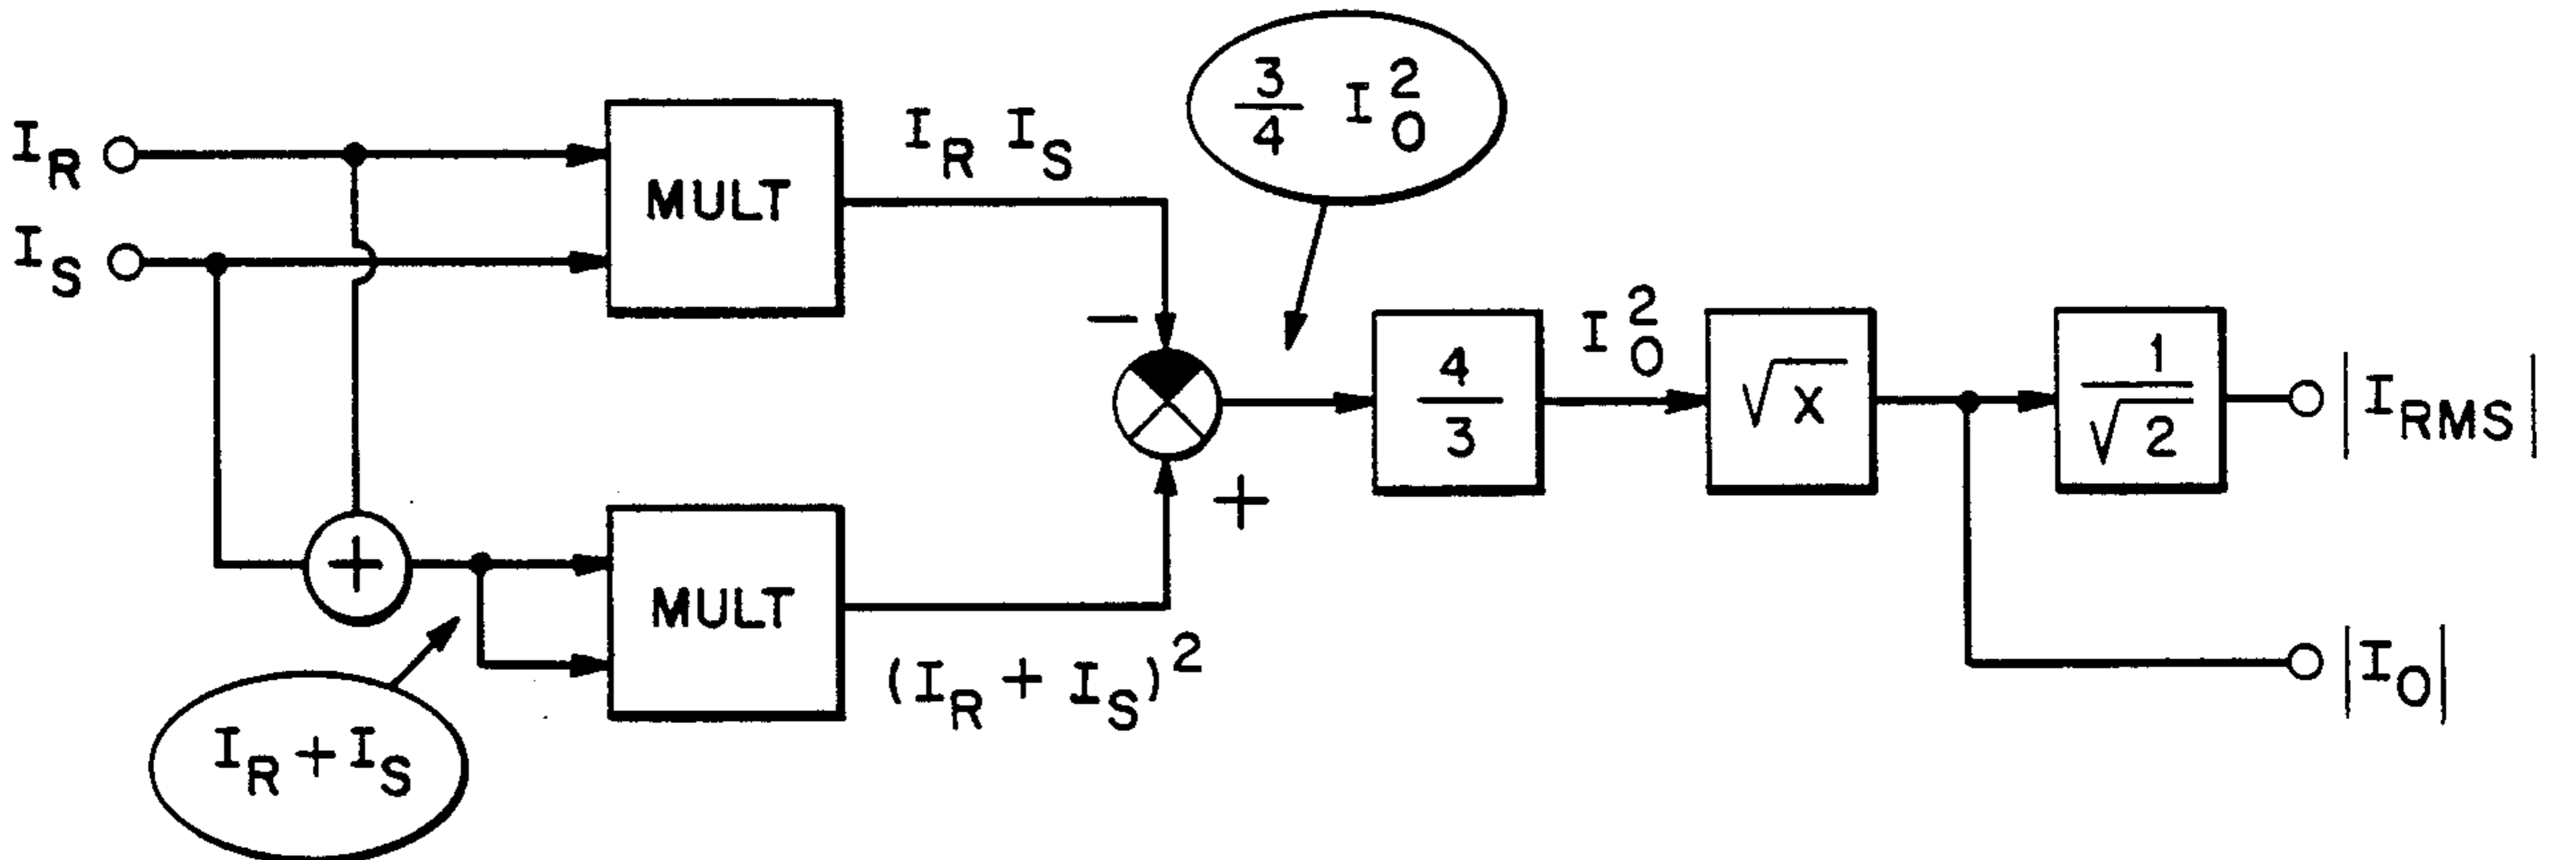 I_R
I_S
MULT
I_R I_S
3/4 I_0^2
−
+
MULT
(I_R + I_S)^2
I_R + I_S
+
4/3
I_0^2
√x
1/√2
|I_RMS|
|I_0|